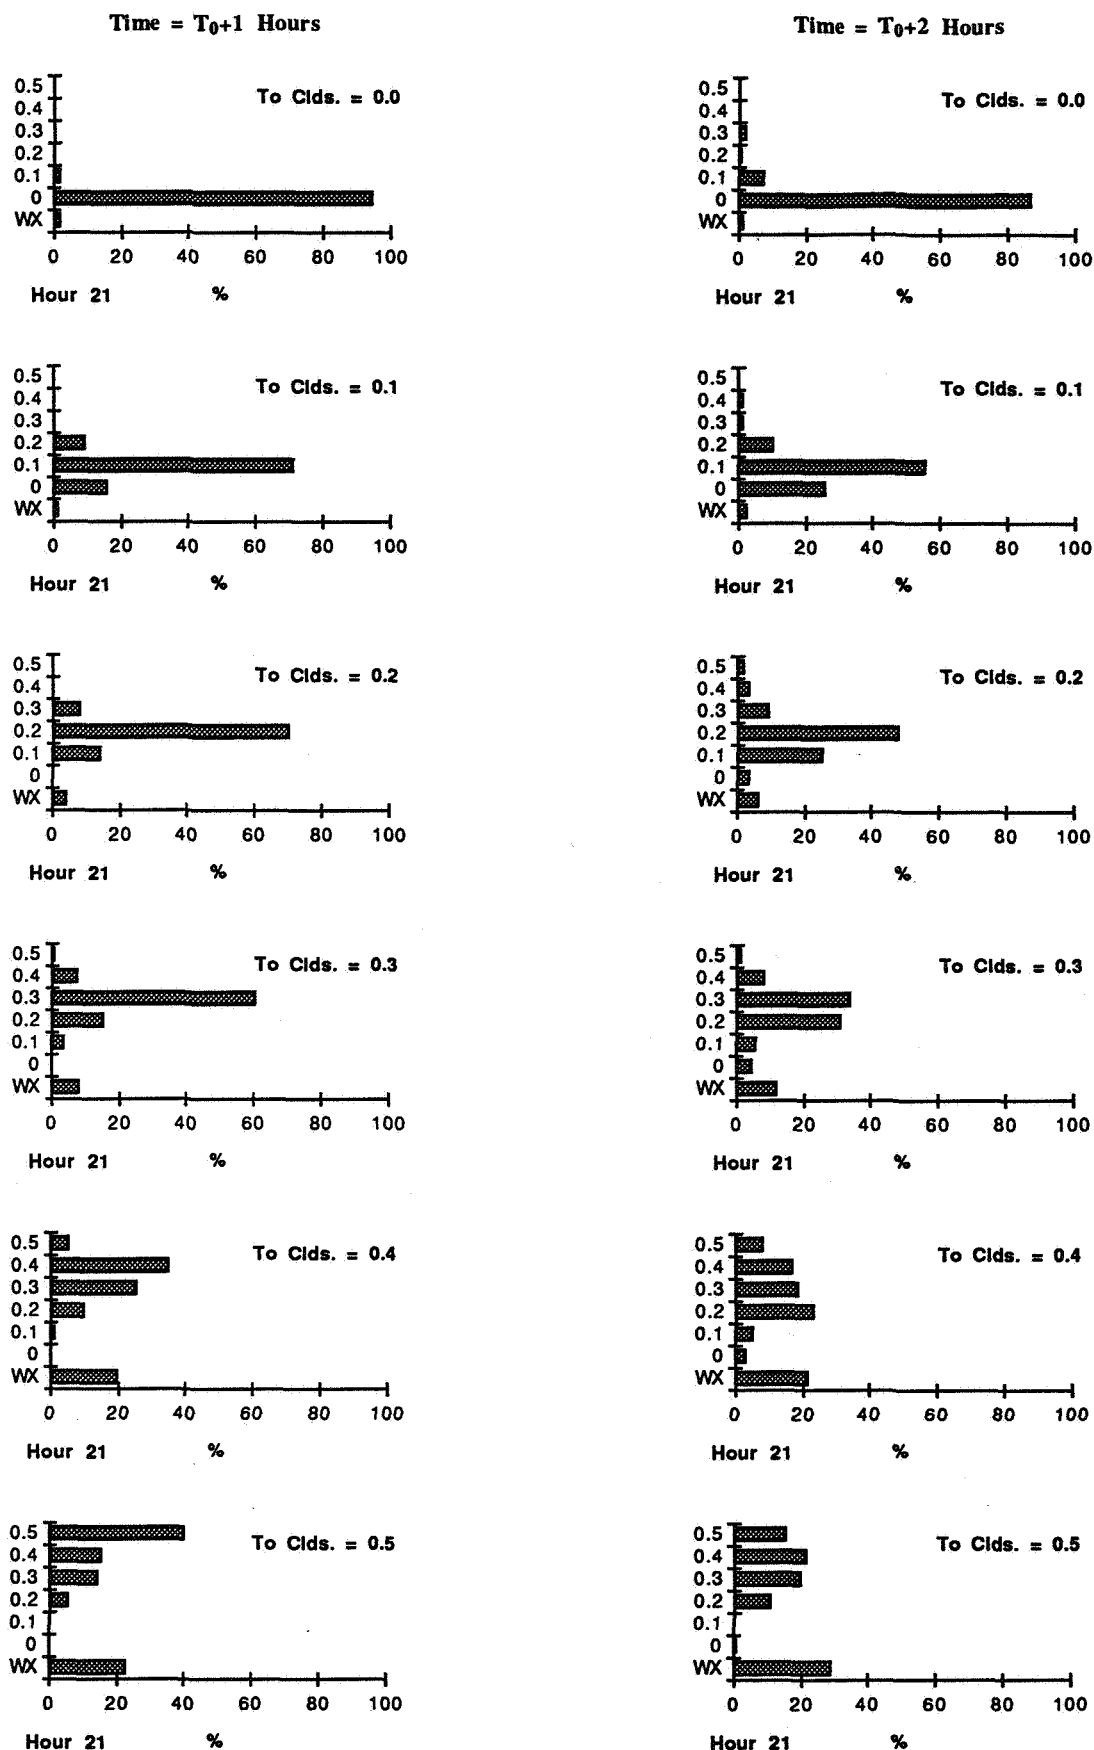 Time = T0+1 Hours
Time = T0+2 Hours
0.5
0.4
0.3
0.2
0.1
0
WX
To Clds. = 0.0
0 20 40 60 80 100
Hour 21 %
0.5
0.4
0.3
0.2
0.1
0
WX
To Clds. = 0.0
0 20 40 60 80 100
Hour 21 %
0.5
0.4
0.3
0.2
0.1
0
WX
To Clds. = 0.1
0 20 40 60 80 100
Hour 21 %
0.5
0.4
0.3
0.2
0.1
0
WX
To Clds. = 0.1
0 20 40 60 80 100
Hour 21 %
0.5
0.4
0.3
0.2
0.1
0
WX
To Clds. = 0.2
0 20 40 60 80 100
Hour 21 %
0.5
0.4
0.3
0.2
0.1
0
WX
To Clds. = 0.2
0 20 40 60 80 100
Hour 21 %
0.5
0.4
0.3
0.2
0.1
0
WX
To Clds. = 0.3
0 20 40 60 80 100
Hour 21 %
0.5
0.4
0.3
0.2
0.1
0
WX
To Clds. = 0.3
0 20 40 60 80 100
Hour 21 %
0.5
0.4
0.3
0.2
0.1
0
WX
To Clds. = 0.4
0 20 40 60 80 100
Hour 21 %
0.5
0.4
0.3
0.2
0.1
0
WX
To Clds. = 0.4
0 20 40 60 80 100
Hour 21 %
0.5
0.4
0.3
0.2
0.1
0
WX
To Clds. = 0.5
0 20 40 60 80 100
Hour 21 %
0.5
0.4
0.3
0.2
0.1
0
WX
To Clds. = 0.5
0 20 40 60 80 100
Hour 21 %